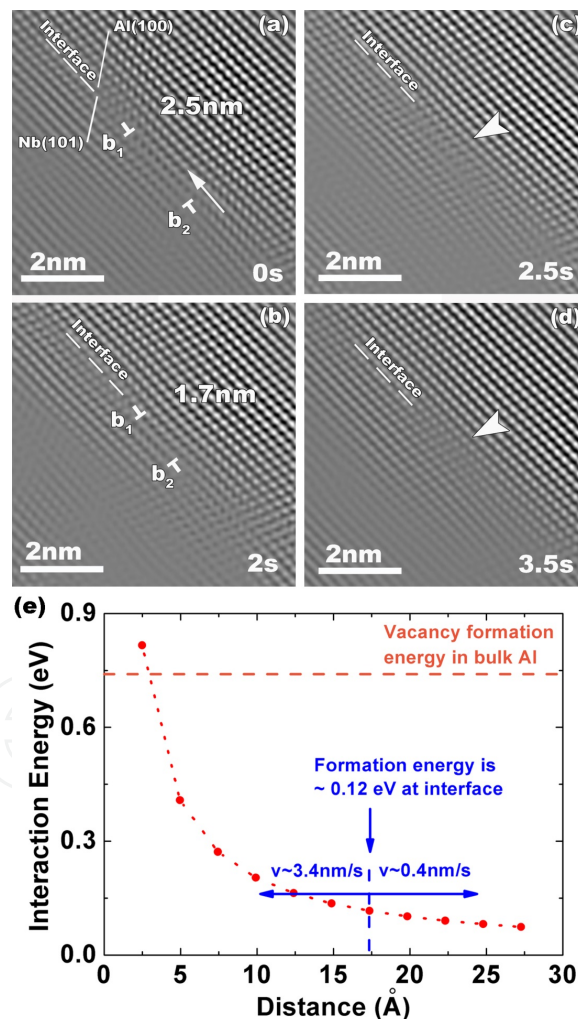 (a)
Al(100)
Interface
2.5nm
Nb(101)
b1
b2
2nm
0s
(c)
Interface
2nm
2.5s
(b)
Interface
1.7nm
b1
b2
2nm
2s
(d)
Interface
2nm
3.5s
(e)
0.9
0.6
0.3
0.0
Interaction Energy (eV)
Vacancy formation
energy in bulk Al
Formation energy is
~ 0.12 eV at interface
v~3.4nm/s
v~0.4nm/s
0 5 10 15 20 25 30
Distance (Å)